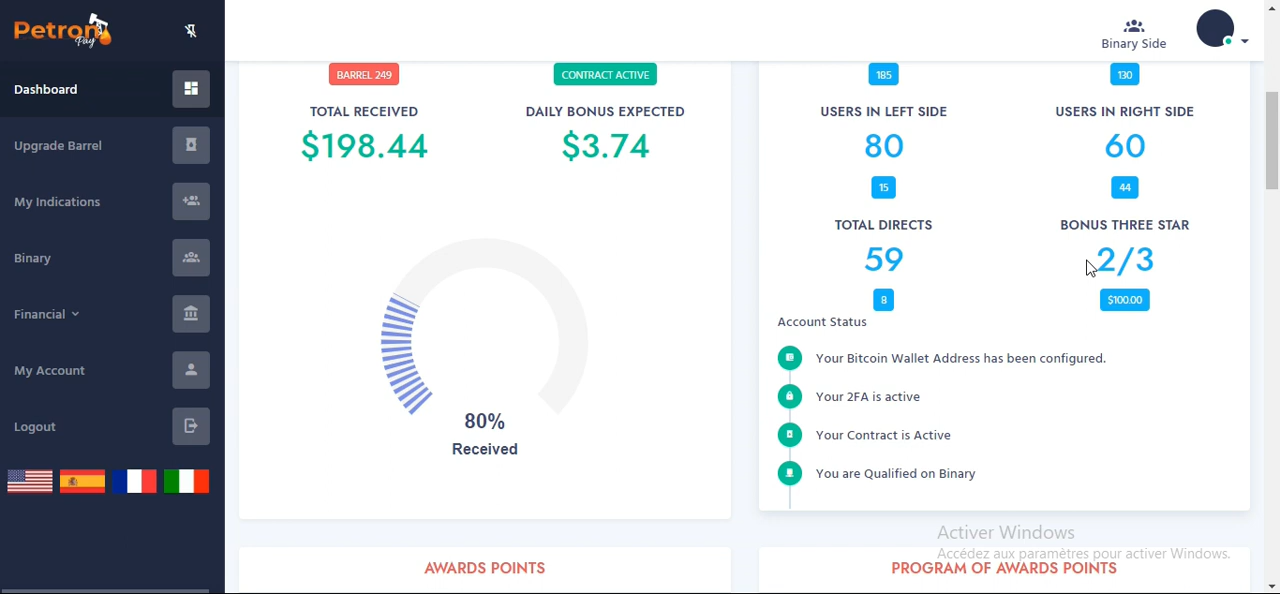 Petron
Pay
Binary Side
Dashboard
Upgrade Barrel
My Indications
Binary
Financial
My Account
Logout
BARREL 249
CONTRACT ACTIVE
TOTAL RECEIVED
DAILY BONUS EXPECTED
$198.44
$3.74
80%
Received
185
130
USERS IN LEFT SIDE
USERS IN RIGHT SIDE
80
60
15
44
TOTAL DIRECTS
BONUS THREE STAR
59
2/3
8
$100.00
Account Status
Your Bitcoin Wallet Address has been configured.
Your 2FA is active
Your Contract is Active
You are Qualified on Binary
Activer Windows
Accédez aux paramètres pour activer Windows.
AWARDS POINTS
PROGRAM OF AWARDS POINTS